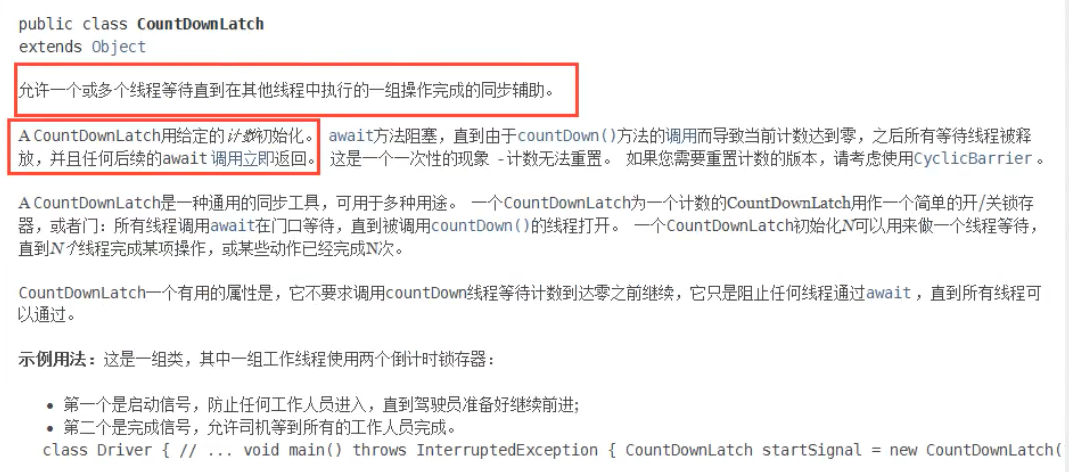 public class CountDownLatch
extends Object
允许一个或多个线程等待直到在其他线程中执行的一组操作完成的同步辅助。
A CountDownLatch用给定的计数初始化。 await方法阻塞，直到由于countDown()方法的调用而导致当前计数达到零，之后所有等待线程被释
放，并且任何后续的await 调用立即返回。 这是一个一次性的现象 - 计数无法重置。 如果您需要重置计数的版本，请考虑使用CyclicBarrier 。
A CountDownLatch是一种通用的同步工具，可用于多种用途。 一个CountDownLatch为一个计数的CountDownLatch用作一个简单的开/关锁存
器，或者门：所有线程调用await在门口等待，直到被调用countDown()的线程打开。 一个CountDownLatch初始化N可以用来做一个线程等待，
直到N个线程完成某项操作，或某些动作已经完成N次。
CountDownLatch一个有用的属性是，它不要求调用countDown线程等待计数到达零之前继续，它只是阻止任何线程通过await ，直到所有线程可
以通过。
示例用法：这是一组类，其中一组工作线程使用两个倒计时锁存器：
• 第一个是启动信号，防止任何工作人员进入，直到驾驶员准备好继续前进;
• 第二个是完成信号，允许司机等到所有的工作人员完成。
class Driver { // ... void main() throws InterruptedException { CountDownLatch startSignal = new CountDownLatch(